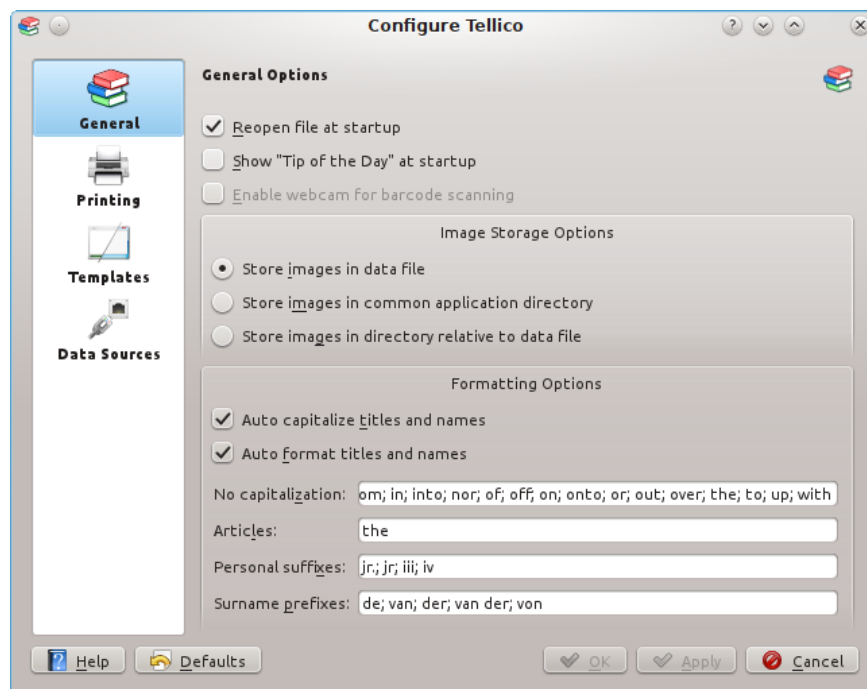 Configure Tellico
General
Printing
Templates
Data Sources
General Options
Reopen file at startup
Show "Tip of the Day" at startup
Enable webcam for barcode scanning
Image Storage Options
Store images in data file
Store images in common application directory
Store images in directory relative to data file
Formatting Options
Auto capitalize titles and names
Auto format titles and names
No capitalization: om; in; into; nor; of; off; on; onto; or; out; over; the; to; up; with
Articles: the
Personal suffixes: jr.; jr; iii; iv
Surname prefixes: de; van; der; van der; von
Help Defaults OK Apply Cancel